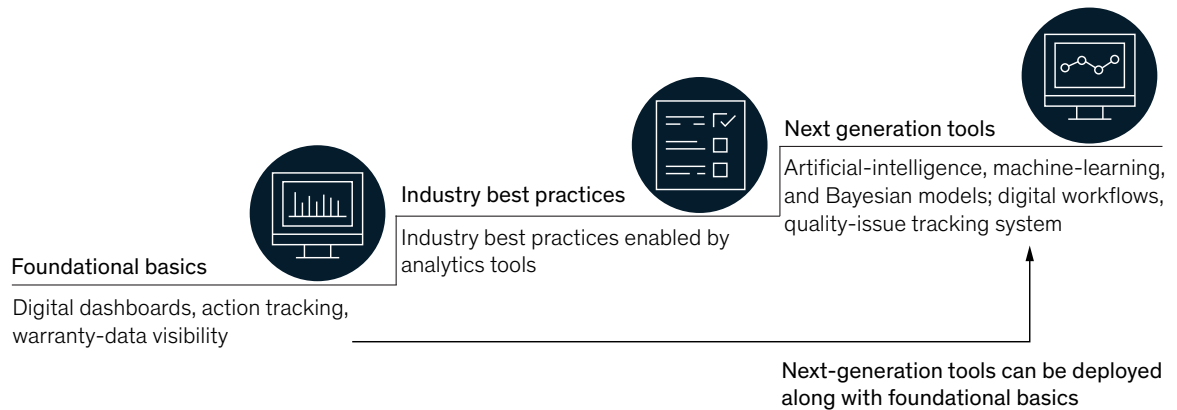 Foundational basics
Digital dashboards, action tracking,
warranty-data visibility
Industry best practices
Industry best practices enabled by
analytics tools
Next generation tools
Artificial-intelligence, machine-learning,
and Bayesian models; digital workflows,
quality-issue tracking system
Next-generation tools can be deployed
along with foundational basics